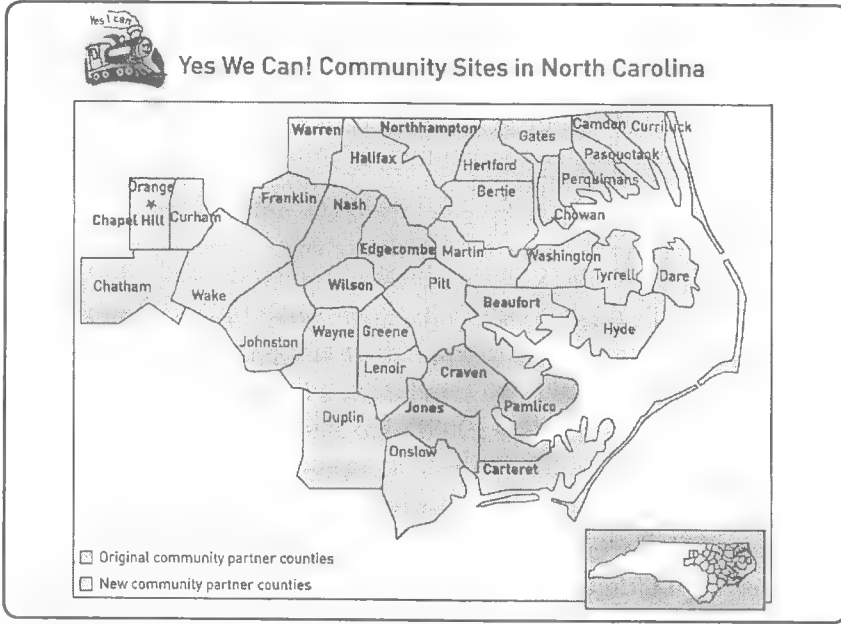 Yes I can
Yes We Can! Community Sites in North Carolina
Warren
Northhampton
Gates
Camden
Currituck
Halifax
Hertford
Pasquotank
Orange
Bertie
Perquimans
Chapel Hill
Curham
Franklin
Nash
Chowan
Edgecombe
Martin
Washington
Chatham
Wake
Wilson
Pitt
Tyrrell
Dare
Beaufort
Johnston
Wayne
Greene
Hyde
Lenoir
Craven
Jones
Pamlico
Duplin
Onslow
Carteret
Original community partner counties
New community partner counties